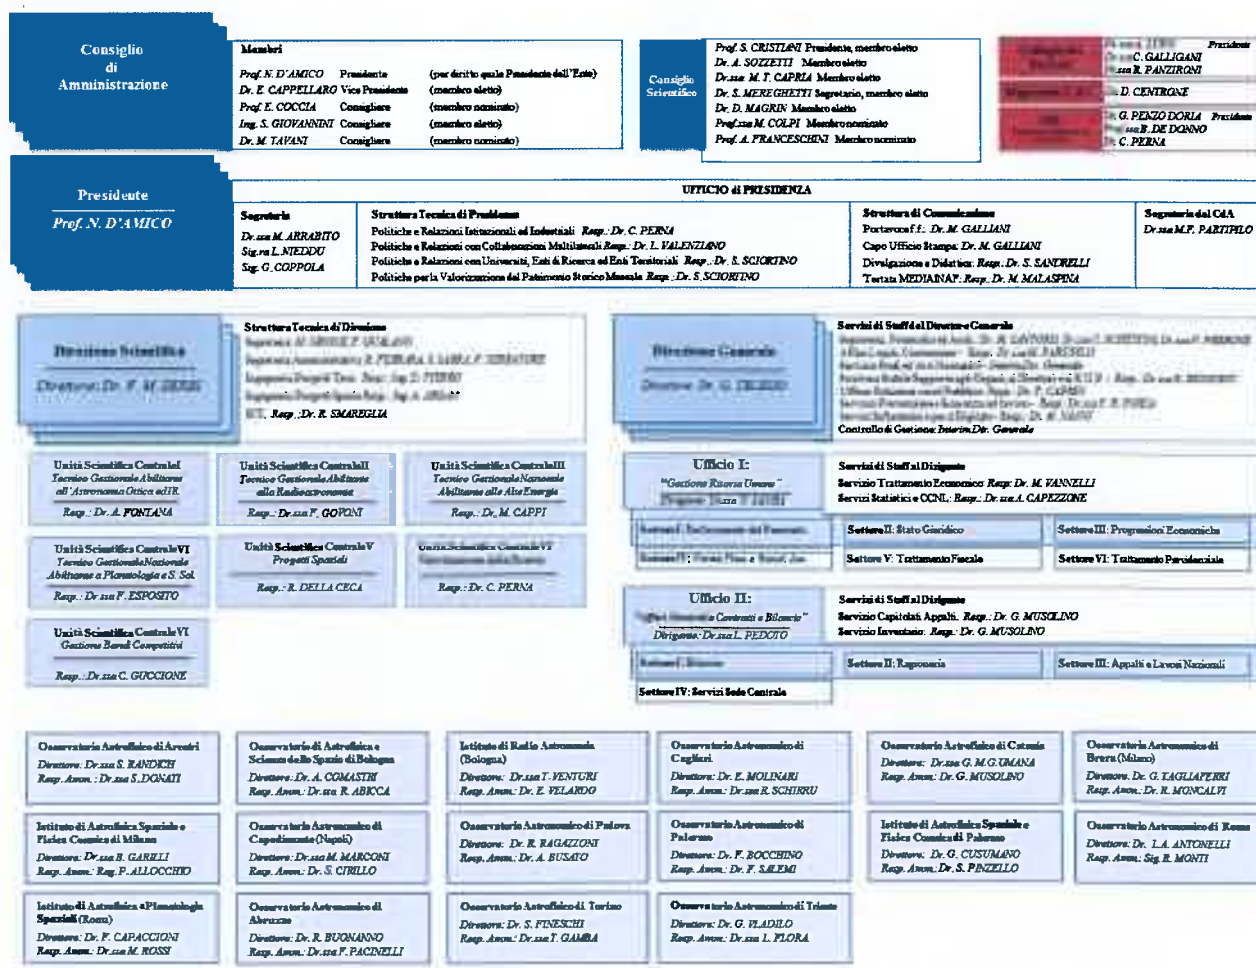 Consiglio
di
Amministrazione
Membri
Prof. N. D'AMICO Presidente (per diritto quale Presidente dell'Ente)
Dr. E. CAPPELLARO Vice Presidente (membro eletto)
Prof. E. COCCIA Consigliere (membro nominato)
Ing. S. GIOVANNINI Consigliere (membro eletto)
Dr. M. TAVANI Consigliere (membro nominato)
Consiglio
Scientifico
Prof. S. CRISTIANI Presidente, membro eletto
Dr. A. SOZZETTI Membro eletto
Dr.ssa M. T. CAPRIA Membro eletto
Dr. S. MEREGHETTI Segretario, membro eletto
Dr. D. MAGRIN Membro eletto
Prof.ssa M. COLPI Membro nominato
Prof. A. FRANCESCHINI Membro nominato
Presidente
C. GALLIGANI
R. PANZIRONI
D. CENTRONE
G. PENZO DORIA Presidente
B. DE DONNO
C. PERNA
Presidente
Prof. N. D'AMICO
UFFICIO di PRESIDENZA
Segreteria
Dr.ssa M. ARRABITO
Sig.ra L. NIEDDU
Sig. G. COPPOLA
Struttura Tecnica di Presidenza
Politiche e Relazioni Istituzionali ed Industriali Resp.: Dr. C. PERNA
Politiche e Relazioni con Collaborazioni Multilaterali Resp.: Dr. L. VALENZIANO
Politiche e Relazioni con Università, Enti di Ricerca ed Enti Territoriali Resp.: Dr. S. SCIORTINO
Politiche per la Valorizzazione del Patrimonio Storico Museale Resp.: Dr. S. SCIORTINO
Struttura di Comunicazione
Portavoce f.f.: Dr. M. GALLIANI
Capo Ufficio Stampa: Dr. M. GALLIANI
Divulgazione e Didattica: Resp.: Dr. S. SANDRELLI
Testata MEDIAINAF: Resp.: Dr. M. MALASPINA
Segreteria del CdA
Dr.ssa M.F. PARTIPILO
Direzione Scientifica
Direttore: Dr. F. M.
Struttura Tecnica di Direzione
ICT, Resp.: Dr. R. SMAREGLIA
Direzione Generale
Direttore: Dr. G.
Servizi di Staff del Direttore Generale
Controllo di Gestione: Interim Dir. Generale
Unità Scientifica Centrale I
Tecnico Gestionale Abilitante
all'Astronomia Ottica ed IR
Resp.: Dr. A. FONTANA
Unità Scientifica Centrale II
Tecnico Gestionale Abilitante
alla Radioastronomia
Resp.: Dr.ssa F. GOVONI
Unità Scientifica Centrale III
Tecnico Gestionale Nazionale
Abilitante alle Alte Energie
Resp.: Dr. M. CAPPI
Unità Scientifica Centrale VI
Tecnico Gestionale Nazionale
Abilitante a Planetologia e S. Sol.
Resp.: Dr.ssa F. ESPOSITO
Unità Scientifica Centrale V
Progetti Spaziali
Resp.: R. DELLA CECA
Unità Scientifica Centrale VI
Resp.: Dr. C. PERNA
Unità Scientifica Centrale VI
Gestione Bandi Competitivi
Resp.: Dr.ssa C. GUCCIONE
Ufficio I:
"Gestione Risorse Umane"
Servizi di Staff al Dirigente
Servizio Trattamento Economico: Resp: Dr. M. VANNELLI
Servizi Statistici e CCNL: Resp.: Dr.ssa A. CAPEZZONE
Settore II: Stato Giuridico
Settore III: Progressioni Economiche
Settore V: Trattamento Fiscale
Settore VI: Trattamento Previdenziale
Ufficio II:
Contratti e Bilancio"
Dirigente: Dr.ssa L. PEDOTO
Servizi di Staff al Dirigente
Servizio Capitolati Appalti. Resp.: Dr. G. MUSOLINO
Servizio Inventario: Resp.: Dr. G. MUSOLINO
Settore I: Bilancio
Settore II: Ragioneria
Settore III: Appalti e Lavori Nazionali
Settore IV: Servizi Sede Centrale
Osservatorio Astrofisico di Arcetri
Direttore: Dr.ssa S. RANDICH
Resp. Amm.: Dr.ssa S. DONATI
Osservatorio di Astrofisica e
Scienza dello Spazio di Bologna
Direttore: Dr. A. COMASTRI
Resp. Amm.: Dr.ssa R. ABICCA
Istituto di Radio Astronomia
(Bologna)
Direttore: Dr.ssa T. VENTURI
Resp. Amm.: Dr. E. VELARDO
Osservatorio Astronomico di
Cagliari
Direttore: Dr. E. MOLINARI
Resp. Amm.: Dr.ssa R. SCHIRRU
Osservatorio Astrofisico di Catania
Direttore: Dr.ssa G. M.G. UMANA
Resp. Amm.: Dr. G. MUSOLINO
Osservatorio Astronomico di
Brera (Milano)
Direttore: Dr. G. TAGLIAFERRI
Resp. Amm.: Dr. R. MONCALVI
Istituto di Astrofisica Spaziale e
Fisica Cosmica di Milano
Direttore: Dr.ssa B. GARILLI
Resp. Amm.: Rag. P. ALLOCCHIO
Osservatorio Astronomico di
Capodimonte (Napoli)
Direttore: Dr.ssa M. MARCONI
Resp. Amm.: Dr. S. CIRILLO
Osservatorio Astronomico di Padova
Direttore: Dr. R. RAGAZZONI
Resp. Amm.: Dr. A. BUSATO
Osservatorio Astronomico di
Palermo
Direttore: Dr. F. BOCCHINO
Resp. Amm.: Dr. F. SALEMI
Istituto di Astrofisica Spaziale e
Fisica Cosmica di Palermo
Direttore: Dr. G. CUSUMANO
Resp. Amm.: Dr. S. PINZELLO
Osservatorio Astronomico di Roma
Direttore: Dr. L.A. ANTONELLI
Resp. Amm.: Sig. R. MONTI
Istituto di Astrofisica e Planetologia
Spaziali (Roma)
Direttore: Dr. F. CAPACCIONI
Resp. Amm.: Dr.ssa M. ROSSI
Osservatorio Astronomico di
Abruzzo
Direttore: Dr. R. BUONANNO
Resp. Amm.: Dr.ssa F. PACINELLI
Osservatorio Astrofisico di Torino
Direttore: Dr. S. FINESCHI
Resp. Amm.: Dr.ssa T. GAMBA
Osservatorio Astronomico di Trieste
Direttore: Dr. G. VLADILO
Resp. Amm.: Dr.ssa L. FLORA